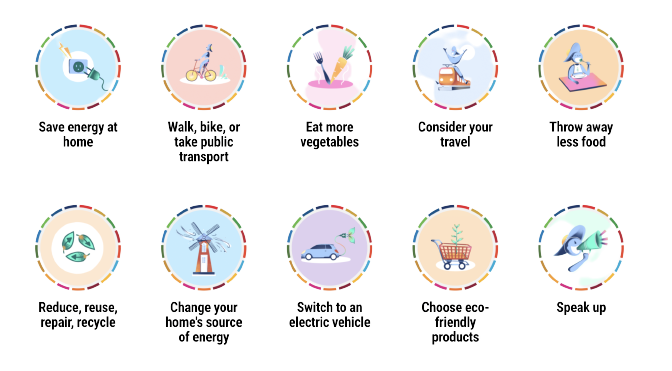 Save energy at
home
Walk, bike, or
take public
transport
Eat more
vegetables
Consider your
travel
Throw away
less food
Reduce, reuse,
repair, recycle
Change your
home's source
of energy
Switch to an
electric vehicle
Choose eco-
friendly
products
Speak up